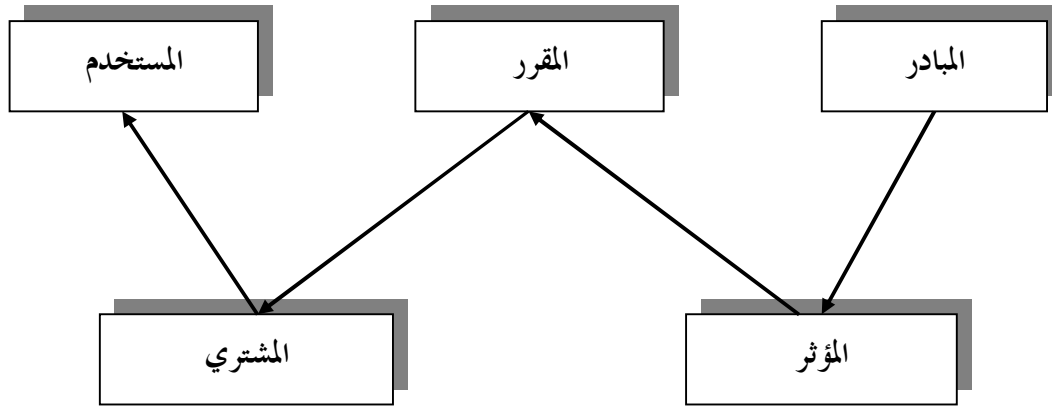 المبادر
المقرر
المستخدم
المؤثر
المشتري